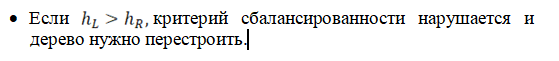 • Если h_L > h_R, критерий сбалансированности нарушается и
дерево нужно перестроить.